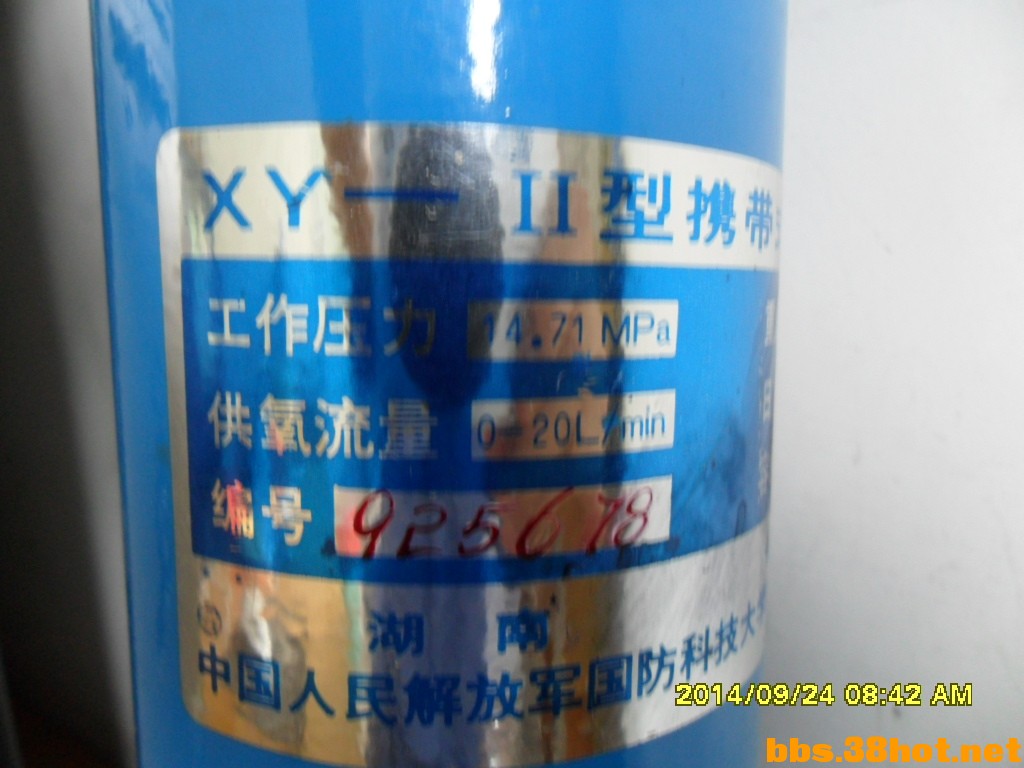 XY—II型携带
工作压力 14.71 MPa
供氧流量 0-20L/min
编号 925678
湖南
中国人民解放军国防科技大
2014/09/24 08:42 AM
bbs.38hot.net